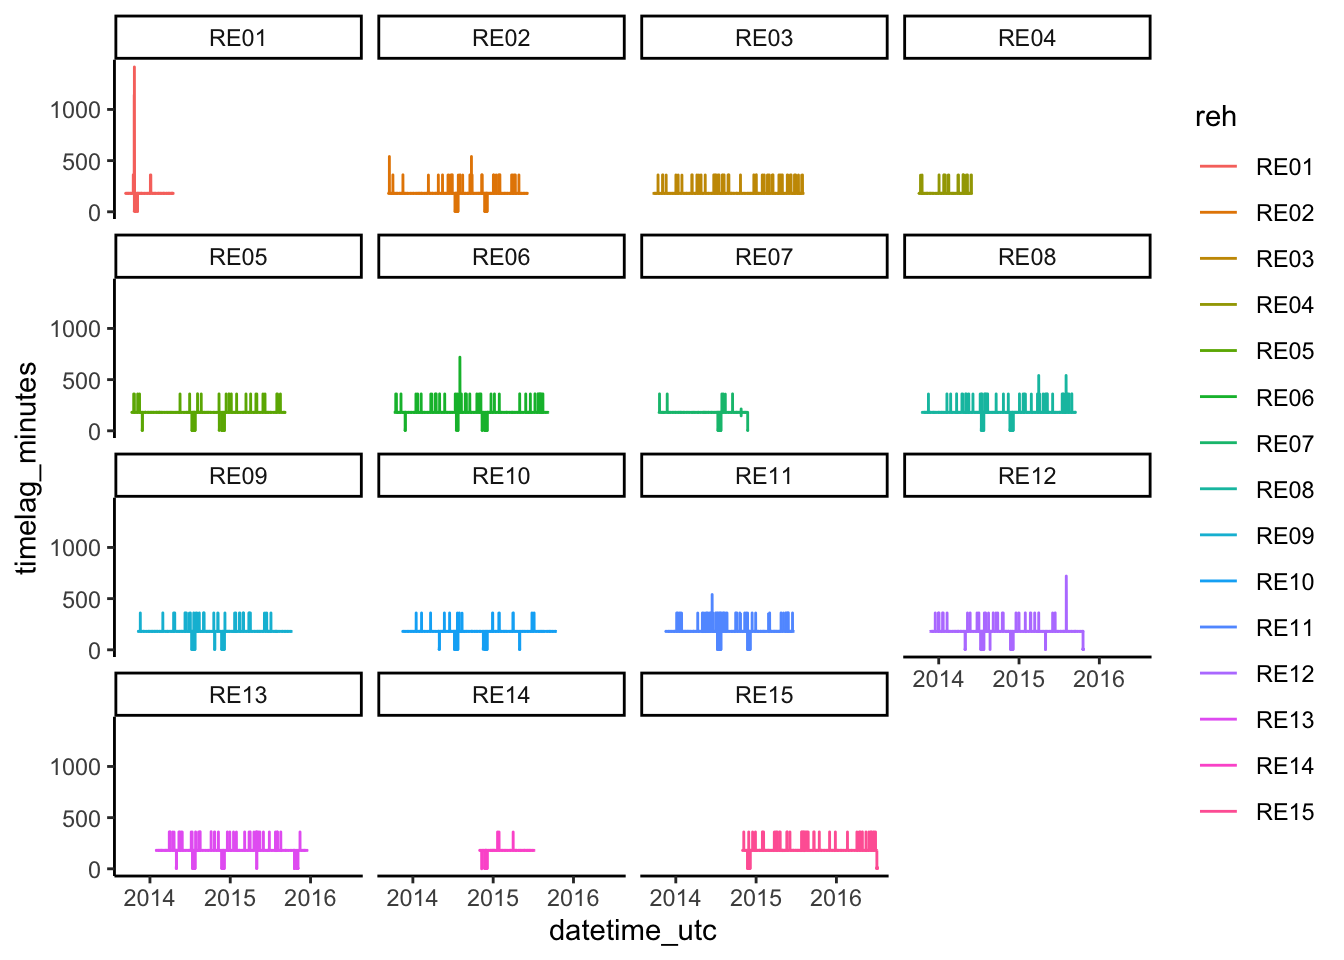 RE01 RE02 RE03 RE04
1000
500
0
RE05 RE06 RE07 RE08
1000
500
0
RE09 RE10 RE11 RE12
1000
500
0
2014 2015 2016
RE13 RE14 RE15
1000
500
0
2014 2015 2016 2014 2015 2016 2014 2015 2016
datetime_utc
timelag_minutes
reh
RE01
RE02
RE03
RE04
RE05
RE06
RE07
RE08
RE09
RE10
RE11
RE12
RE13
RE14
RE15